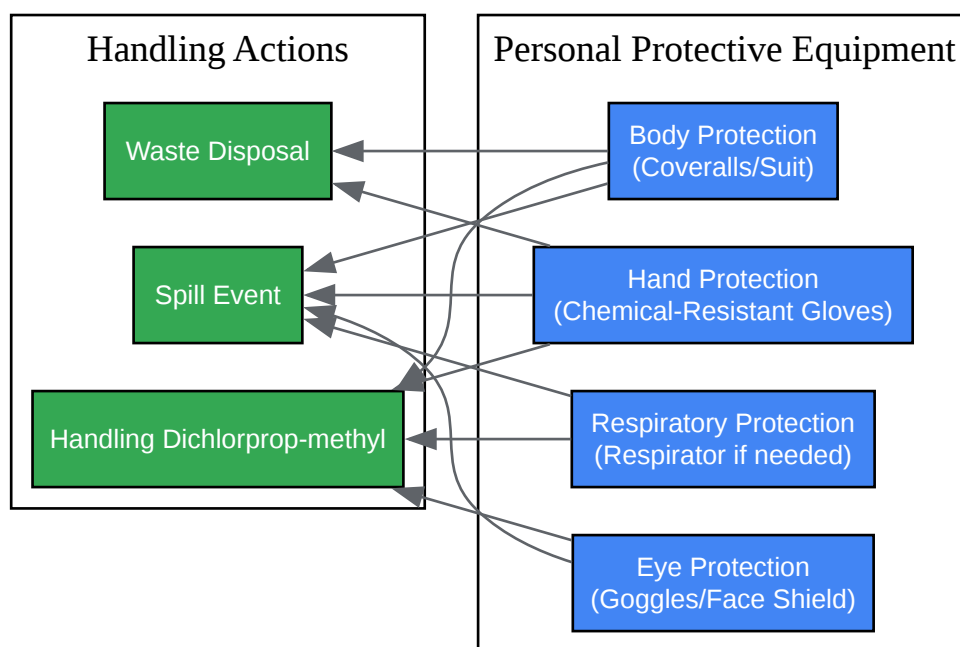 Handling Actions
Waste Disposal
Spill Event
Handling Dichlorprop-methyl
Personal Protective Equipment
Body Protection
(Coveralls/Suit)
Hand Protection
(Chemical-Resistant Gloves)
Respiratory Protection
(Respirator if needed)
Eye Protection
(Goggles/Face Shield)